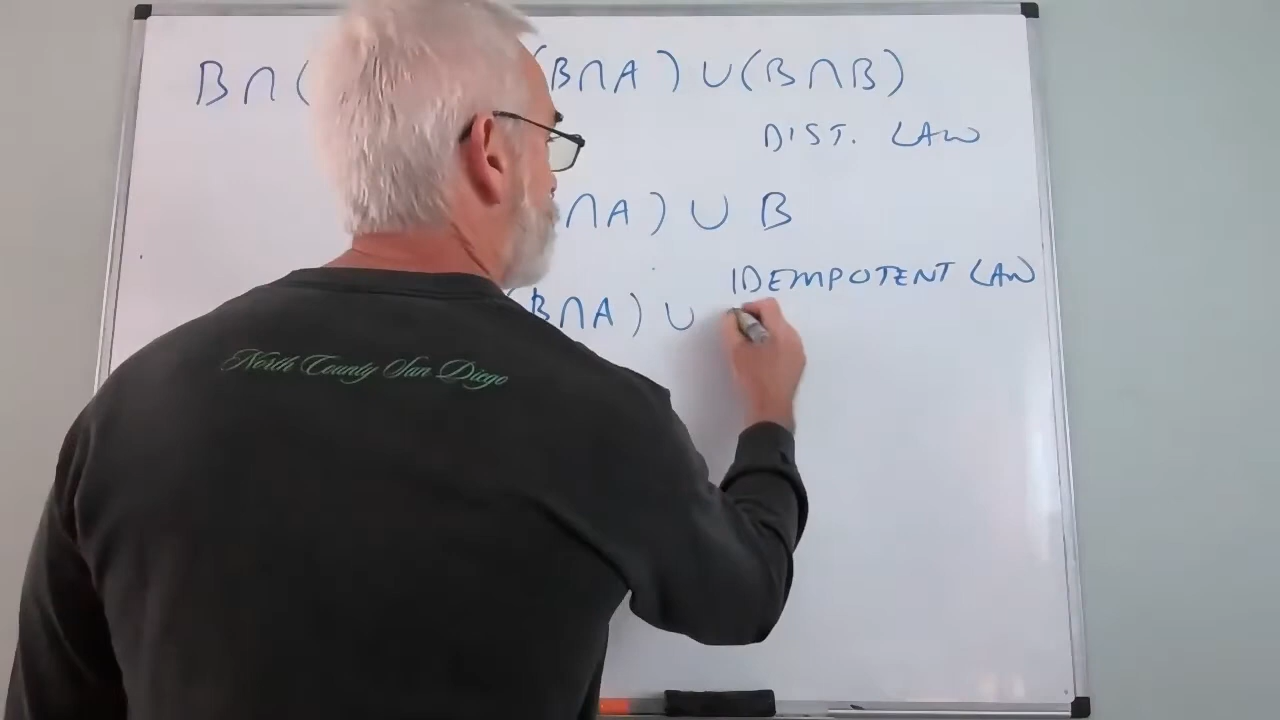 B∩( (B∩A) ∪ (B∩B)
DIST. LAW
∩A) ∪ B
IDEMPOTENT LAW
(B∩A) ∪
North County San Diego